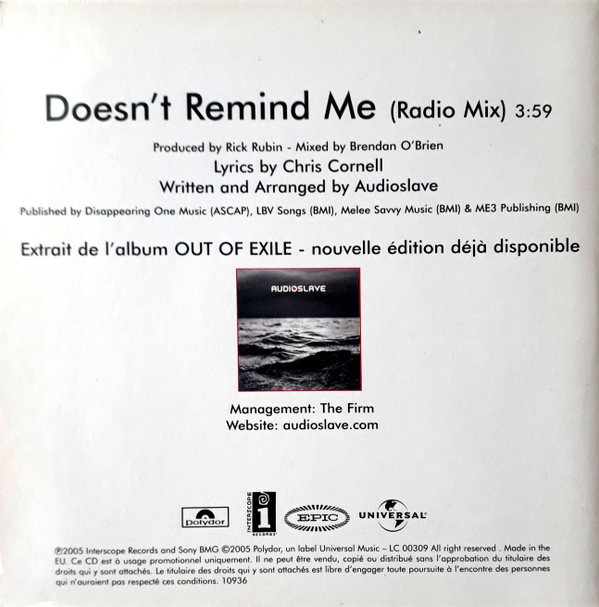 Doesn't Remind Me (Radio Mix) 3:59
Produced by Rick Rubin - Mixed by Brendan O'Brien
Lyrics by Chris Cornell
Written and Arranged by Audioslave
Published by Disappearing One Music (ASCAP), LBV Songs (BMI), Melee Savvy Music (BMI) & ME3 Publishing (BMI)
Extrait de l'album OUT OF EXILE - nouvelle édition déjà disponible
AUDIOSLAVE
Management: The Firm
Website: audioslave.com
Polydor
INTERSCOPE
i
RECORDS
EPIC
UNIVERSAL
℗2005 Interscope Records and Sony BMG ©2005 Polydor, un label Universal Music – LC 00309 All right reserved . Made in the
EU. Ce CD est à usage promotionnel uniquement. Il ne peut être vendu, copié ou distribué sans l'approbation du titulaire des
droits qui y sont attachés. Le titulaire des droits qui y sont attachés est libre d'engager toute poursuite à l'encontre des personnes
qui n'auraient pas respecté ces conditions. 10936